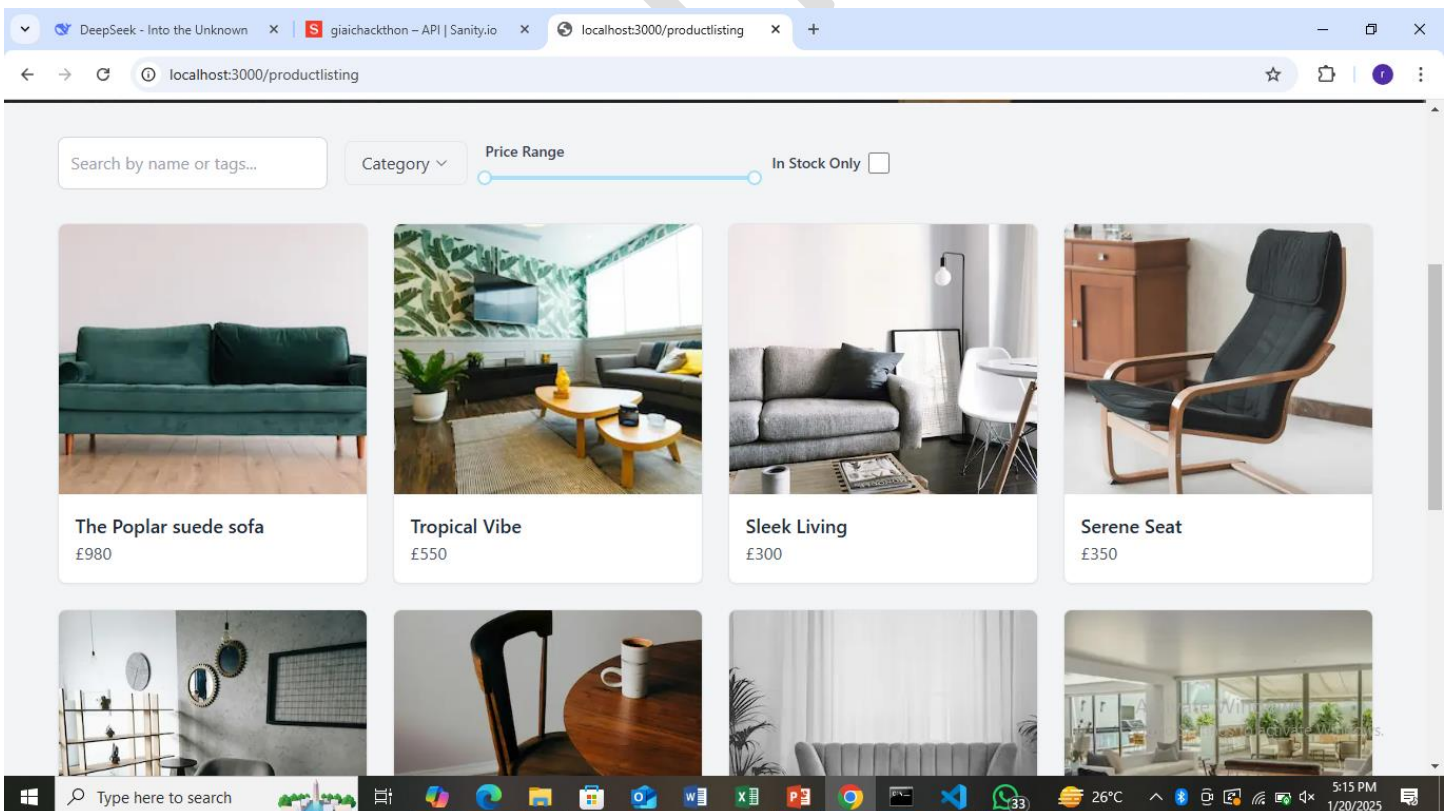 DeepSeek - Into the Unknown
giaichackthon – API | Sanity.io
localhost:3000/productlisting
localhost:3000/productlisting
r
Search by name or tags...
Category
Price Range
In Stock Only
The Poplar suede sofa
£980
Tropical Vibe
£550
Sleek Living
£300
Serene Seat
£350
Type here to search
33
26°C
5:15 PM
1/20/2025